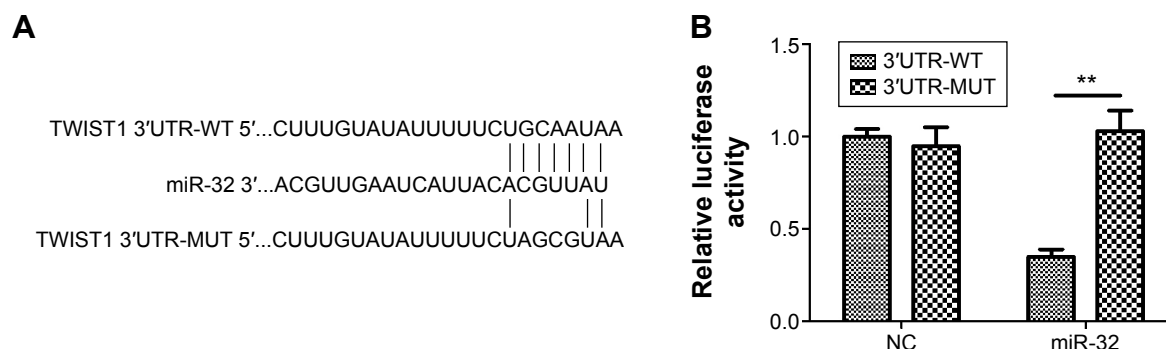 A
TWIST1 3′UTR-WT 5′...CUUUGUAUAUUUUUCUGCAAUAA
miR-32 3′...ACGUUGAAUCAUUACACGUUAU
TWIST1 3′UTR-MUT 5′...CUUUGUAUAUUUUUCUAGCGUAA
B
Relative luciferase
activity
1.5
1.0
0.5
0.0
3′UTR-WT
3′UTR-MUT
**
NC
miR-32